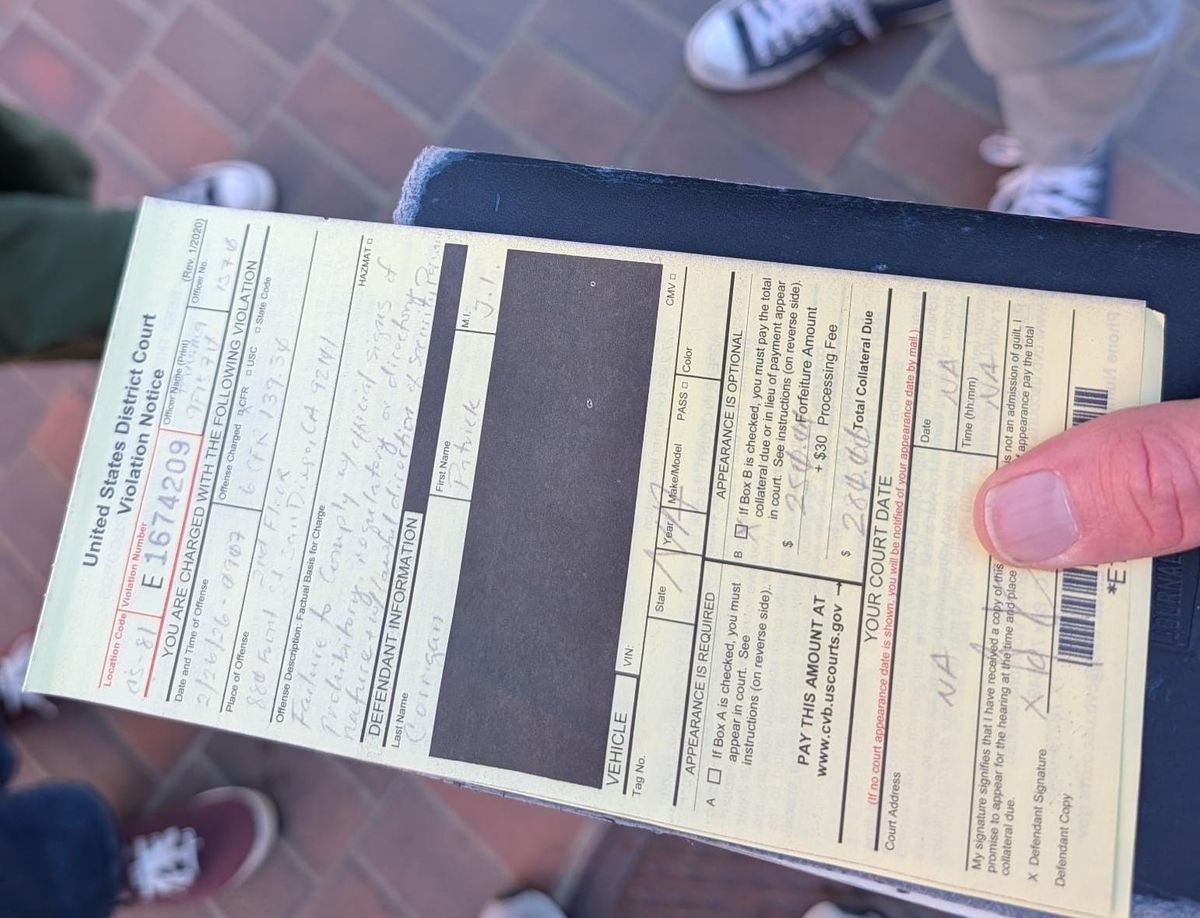 United States District Court
Violation Notice
(Rev. 1/2020)
Location Code
Violation Number
Officer Name (Print)
Officer No.
E 1674209
YOU ARE CHARGED WITH THE FOLLOWING VIOLATION
Date and Time of Offense
Offense Charged CFR USC State Code
2/26/26-0907
6 CFR 139.30
Place of Offense
880 Front St 2nd Floor
San Diego CA 92101
Offense Description: Factual Basis for Charge
HAZMAT
Failure to Comply w/ official signs of
prohibitory, regulatory or directory
nature + w/ lawful direction of
DEFENDANT INFORMATION
Last Name
First Name
M.I.
Corrigan
Patrick
J.
VEHICLE
VIN:
CMV
Tag No.
State
Year
Make/Model
PASS
Color
N/A
APPEARANCE IS REQUIRED
A If Box A is checked, you must
appear in court. See
instructions (on reverse side).
APPEARANCE IS OPTIONAL
B If Box B is checked, you must pay the total
collateral due or in lieu of payment appear
in court. See instructions (on reverse side).
$ Forfeiture Amount
+ $30 Processing Fee
PAY THIS AMOUNT AT
www.cvb.uscourts.gov
$ 280.00 Total Collateral Due
YOUR COURT DATE
(If no court appearance date is shown, you will be notified of your appearance date by mail.)
Court Address
Date
NA
NA
Time (hh:mm)
NA
My signature signifies that I have received a copy of this is not an admission of guilt. I
promise to appear for the hearing at the time and place appearance pay the total
collateral due.
X Defendant Signature
Defendant Copy
*E